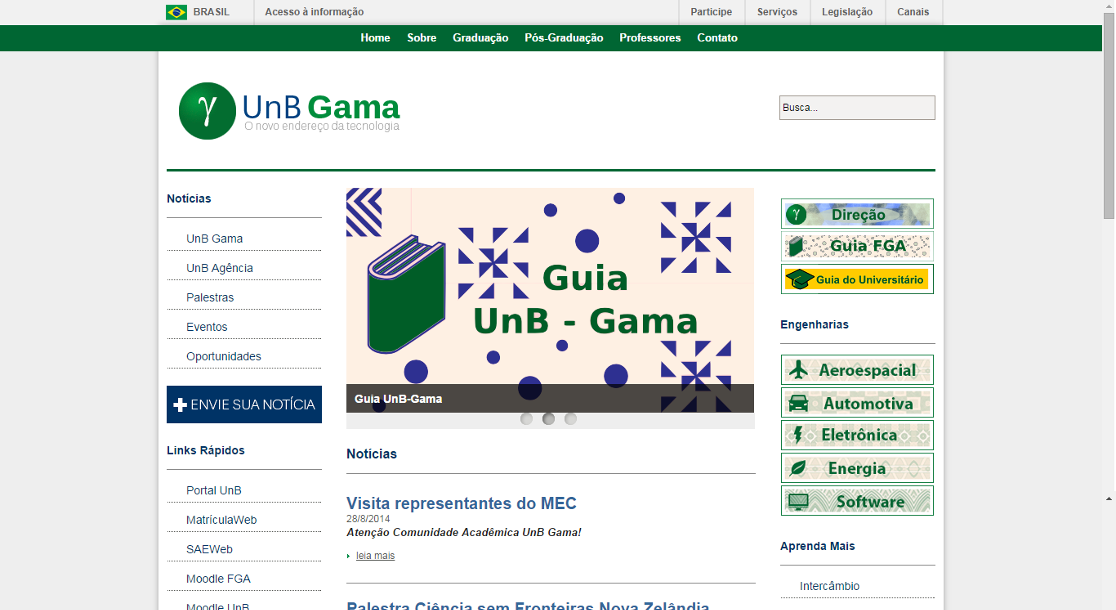 BRASIL
Acesso à informação
Participe
Serviços
Legislação
Canais
Home
Sobre
Graduação
Pós-Graduação
Professores
Contato
γ
UnB Gama
O novo endereço da tecnologia
Busca...
Notícias
UnB Gama
UnB Agência
Palestras
Eventos
Oportunidades
ENVIE SUA NOTÍCIA
Links Rápidos
Portal UnB
MatrículaWeb
SAEWeb
Moodle FGA
Moodle UnB
Guia
UnB - Gama
Guia UnB-Gama
Notícias
Visita representantes do MEC
28/8/2014
Atenção Comunidade Acadêmica UnB Gama!
leia mais
Palestra Ciência sem Fronteiras Nova Zelândia
γ Direção
Guia FGA
Guia do Universitário
Engenharias
Aeroespacial
Automotiva
Eletrônica
Energia
Software
Aprenda Mais
Intercâmbio